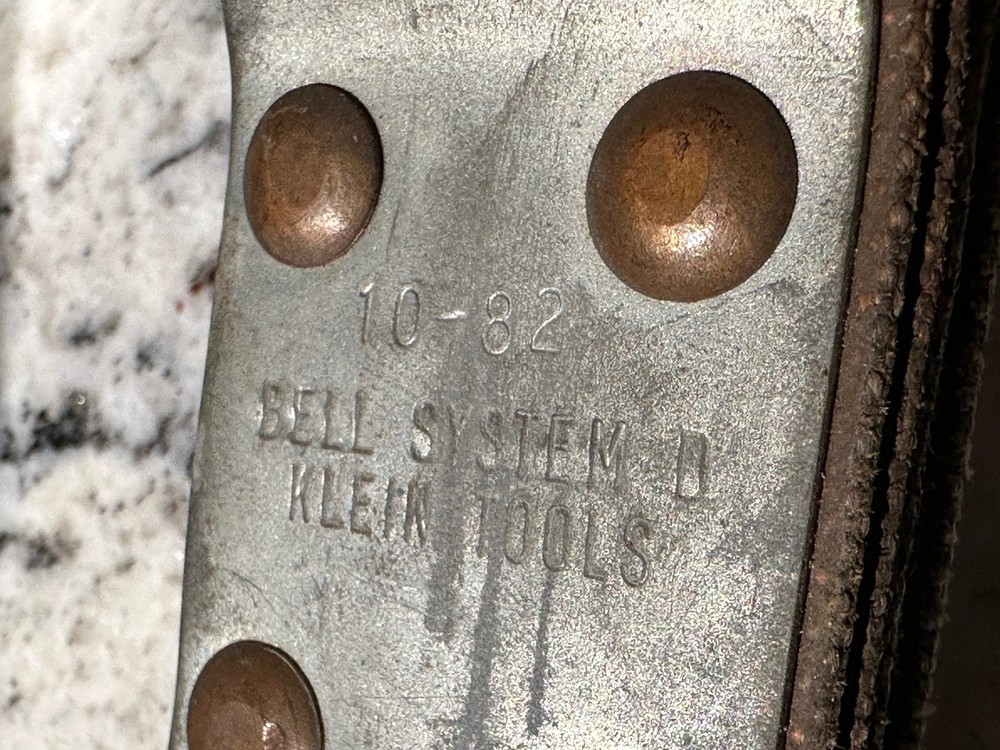 10-82
BELL SYSTEM D
KLEIN TOOLS